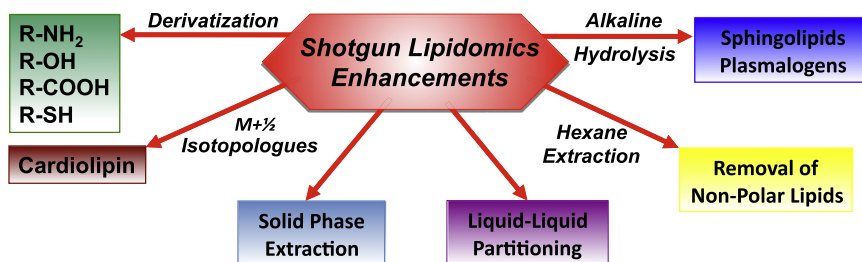 Shotgun Lipidomics
Enhancements
Derivatization
R-NH₂
R-OH
R-COOH
R-SH
M+½
Isotopologues
Cardiolipin
Solid Phase
Extraction
Liquid-Liquid
Partitioning
Hexane
Extraction
Removal of
Non-Polar Lipids
Alkaline
Hydrolysis
Sphingolipids
Plasmalogens